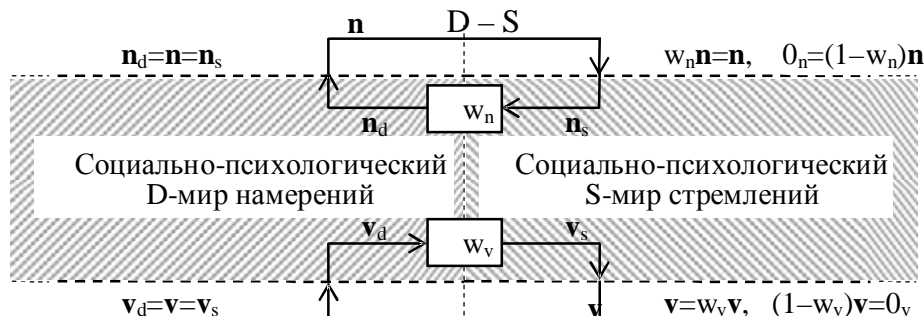 n D – S
n_d=n=n_s w_n n=n, 0_n=(1–w_n)n
w_n
n_d n_s
Социально-психологический Социально-психологический
D-мир намерений S-мир стремлений
v_d v_s
w_v
v_d=v=v_s v v=w_v v, (1–w_v)v=0_v